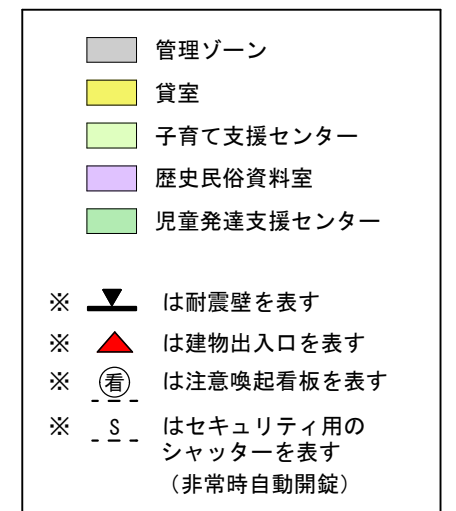 管理ゾーン
貸室
子育て支援センター
歴史民俗資料室
児童発達支援センター
※ は耐震壁を表す
※ は建物出入口を表す
※ 看 は注意喚起看板を表す
※ S はセキュリティ用の
シャッターを表す
（非常時自動開錠）